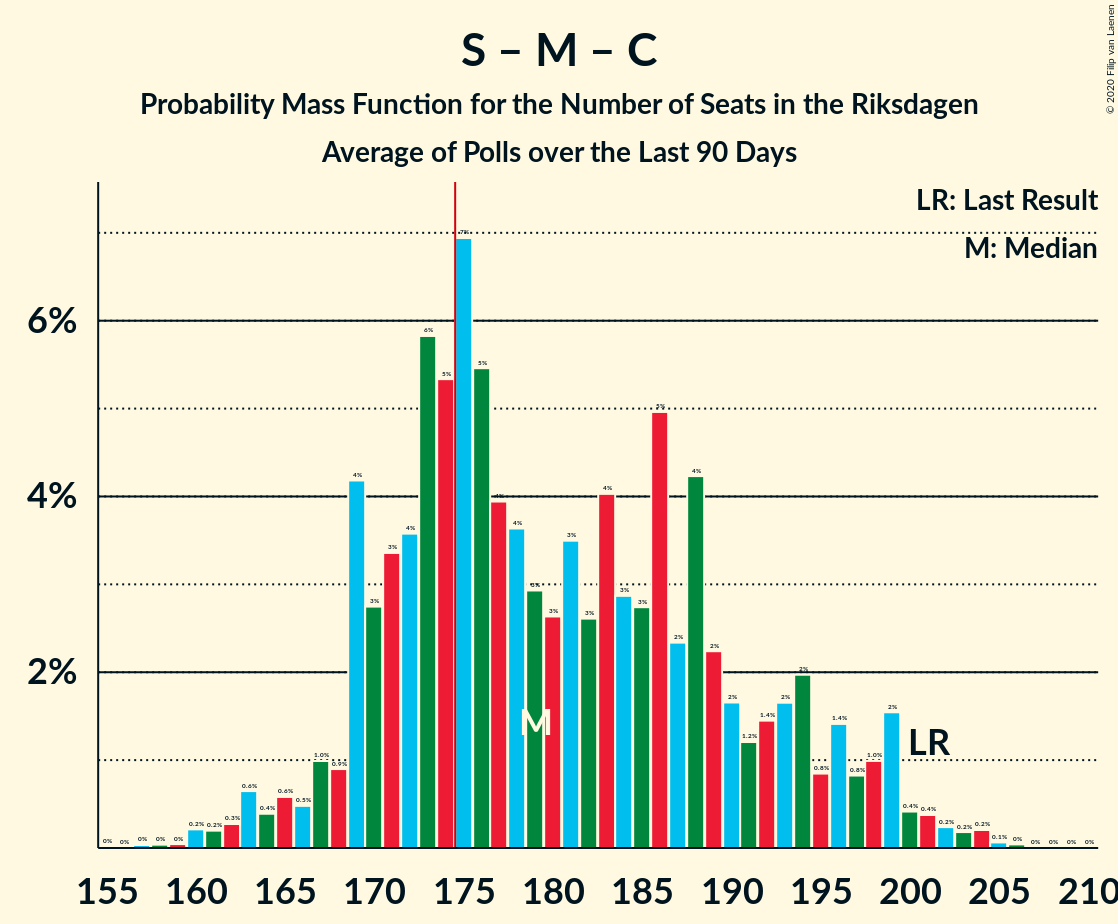 S – M – C
Probability Mass Function for the Number of Seats in the Riksdagen
Average of Polls over the Last 90 Days
© 2020 Filip van Laenen
LR: Last Result
M: Median
6%
4%
2%
0% 0% 0% 0% 0% 0.2% 0.2% 0.3% 0.6% 0.4% 0.6% 0.5% 1.0% 0.9% 4% 3% 3% 4% 6% 5% 7% 5% 4% 4% 3% 3% 3% 3% 4% 3% 3% 5% 2% 4% 2% 2% 1.2% 1.4% 2% 2% 0.8% 1.4% 0.8% 1.0% 2% 0.4% 0.4% 0.2% 0.2% 0.2% 0.1% 0% 0% 0% 0% 0%
M
LR
155 160 165 170 175 180 185 190 195 200 205 210